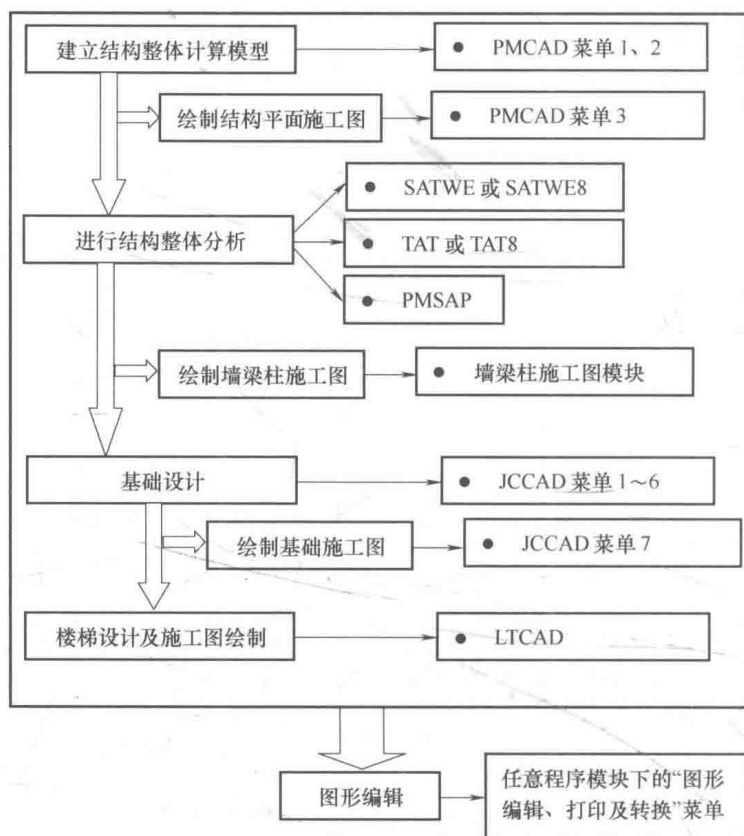 建立结构整体计算模型
● PMCAD 菜单 1、2
绘制结构平面施工图
● PMCAD 菜单 3
● SATWE 或 SATWE8
进行结构整体分析
● TAT 或 TAT8
● PMSAP
绘制墙梁柱施工图
● 墙梁柱施工图模块
基础设计
● JCCAD 菜单 1～6
绘制基础施工图
● JCCAD 菜单 7
楼梯设计及施工图绘制
● LTCAD
图形编辑
任意程序模块下的“图形
编辑、打印及转换”菜单